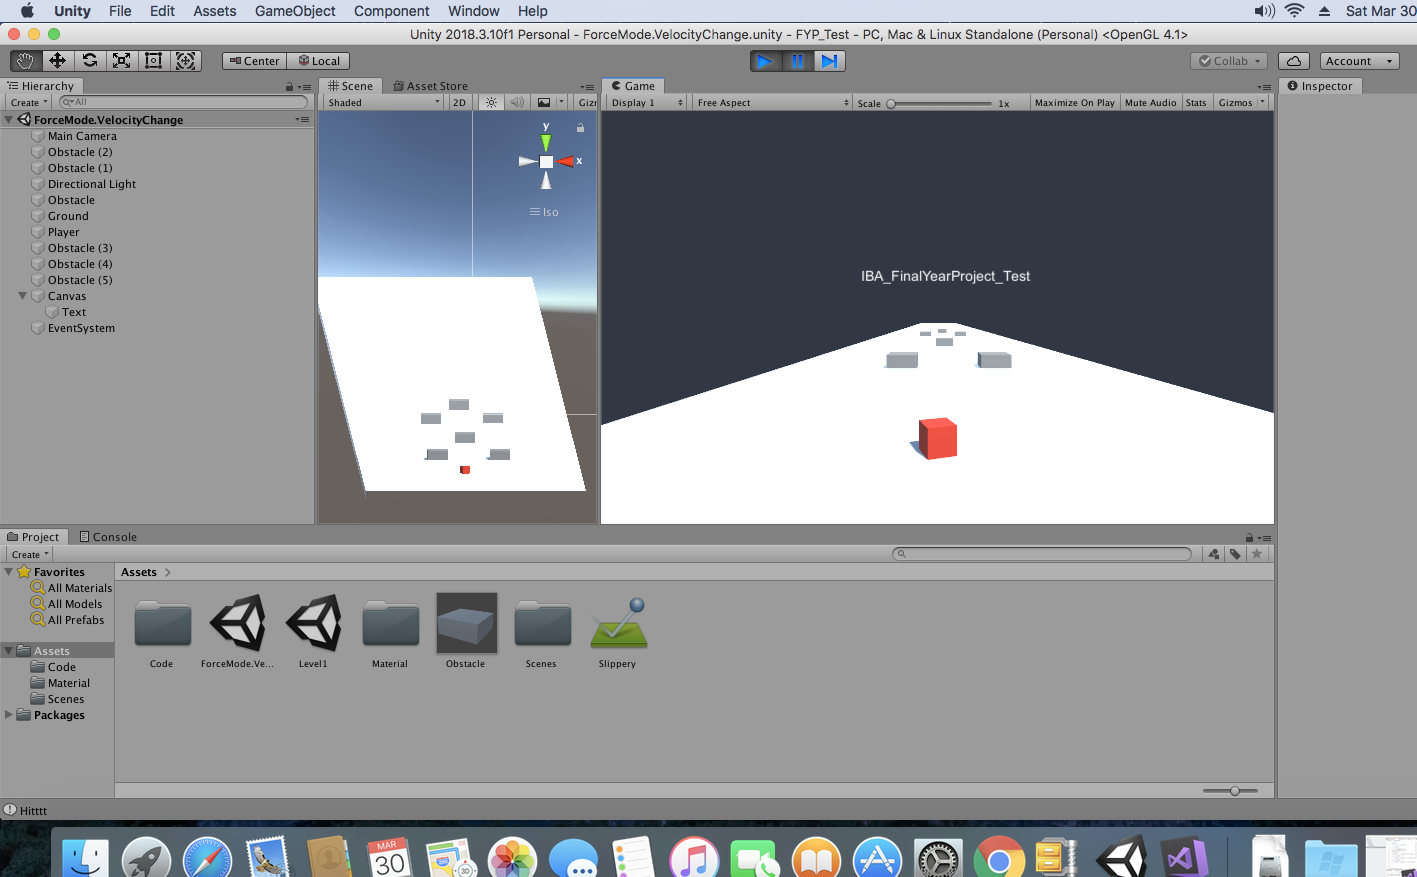 Unity File Edit Assets GameObject Component Window Help Sat Mar 30
Unity 2018.3.10f1 Personal - ForceMode.VelocityChange.unity - FYP_Test - PC, Mac & Linux Standalone (Personal) <OpenGL 4.1>
Center Local Collab Account
Hierarchy Scene Asset Store Game Inspector
Create All Shaded 2D Gizr Display 1 Free Aspect Scale 1x Maximize On Play Mute Audio Stats Gizmos
ForceMode.VelocityChange
Main Camera
Obstacle (2)
Obstacle (1)
Directional Light
Obstacle
Ground
Player
Obstacle (3)
Obstacle (4)
Obstacle (5)
Canvas
Text
EventSystem
y
x
Iso
IBA_FinalYearProject_Test
Project Console
Create
Favorites
All Materials
All Models
All Prefabs
Assets
Code
Material
Scenes
Packages
Assets
Code ForceMode.Ve... Level1 Material Obstacle Scenes Slippery
Hitttt
MAR
30
3D